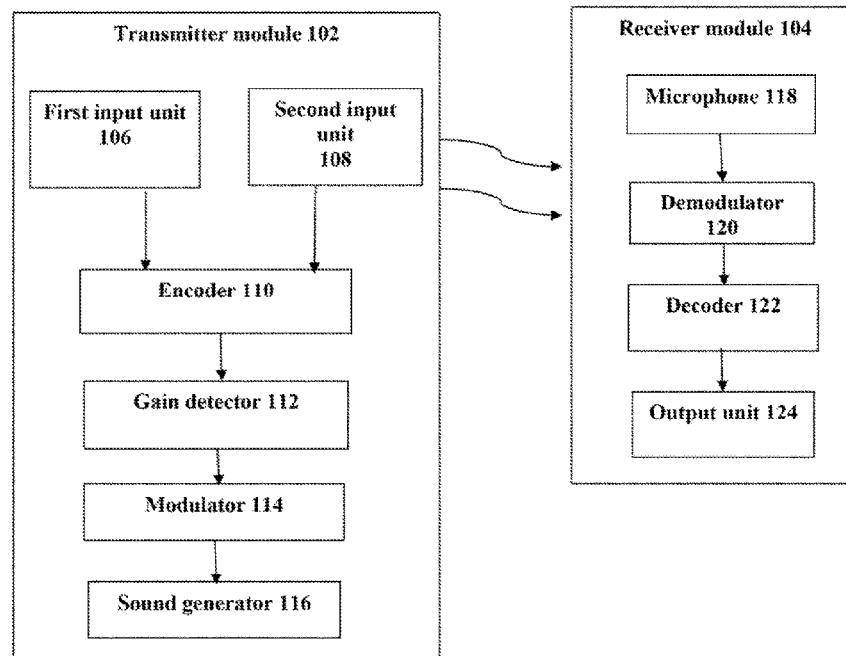 Transmitter module 102
First input unit
106
Second input
unit
108
Encoder 110
Gain detector 112
Modulator 114
Sound generator 116
Receiver module 104
Microphone 118
Demodulator
120
Decoder 122
Output unit 124